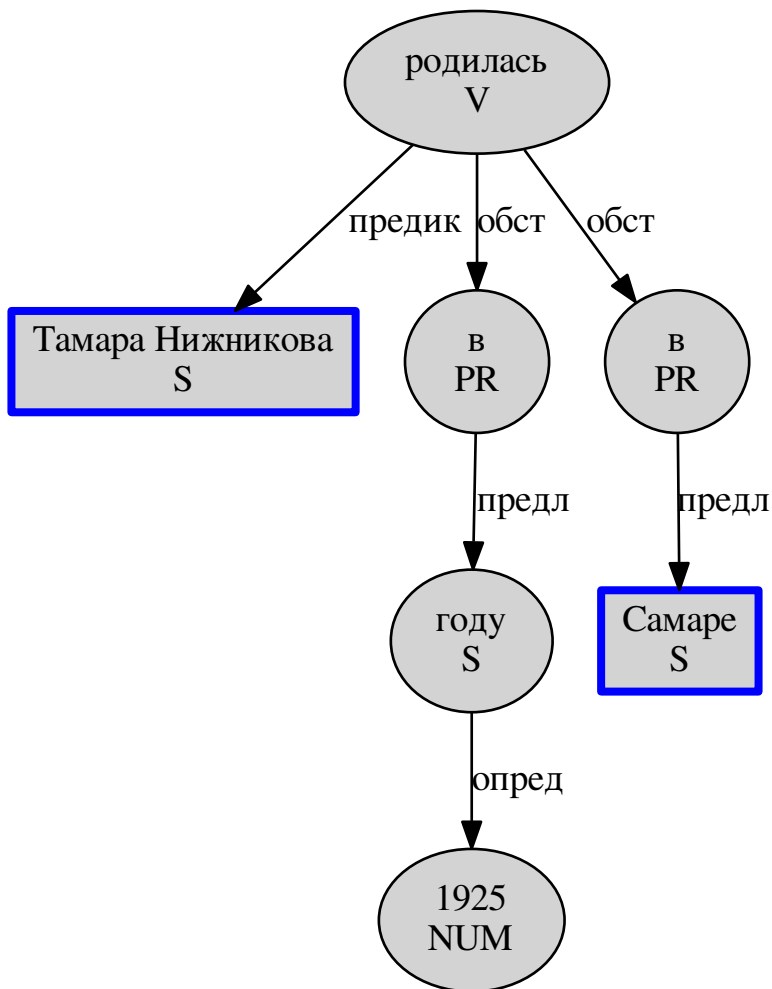 родилась
V
предик
обст
обст
Тамара Нижникова
S
в
PR
в
PR
предл
предл
году
S
Самаре
S
опред
1925
NUM